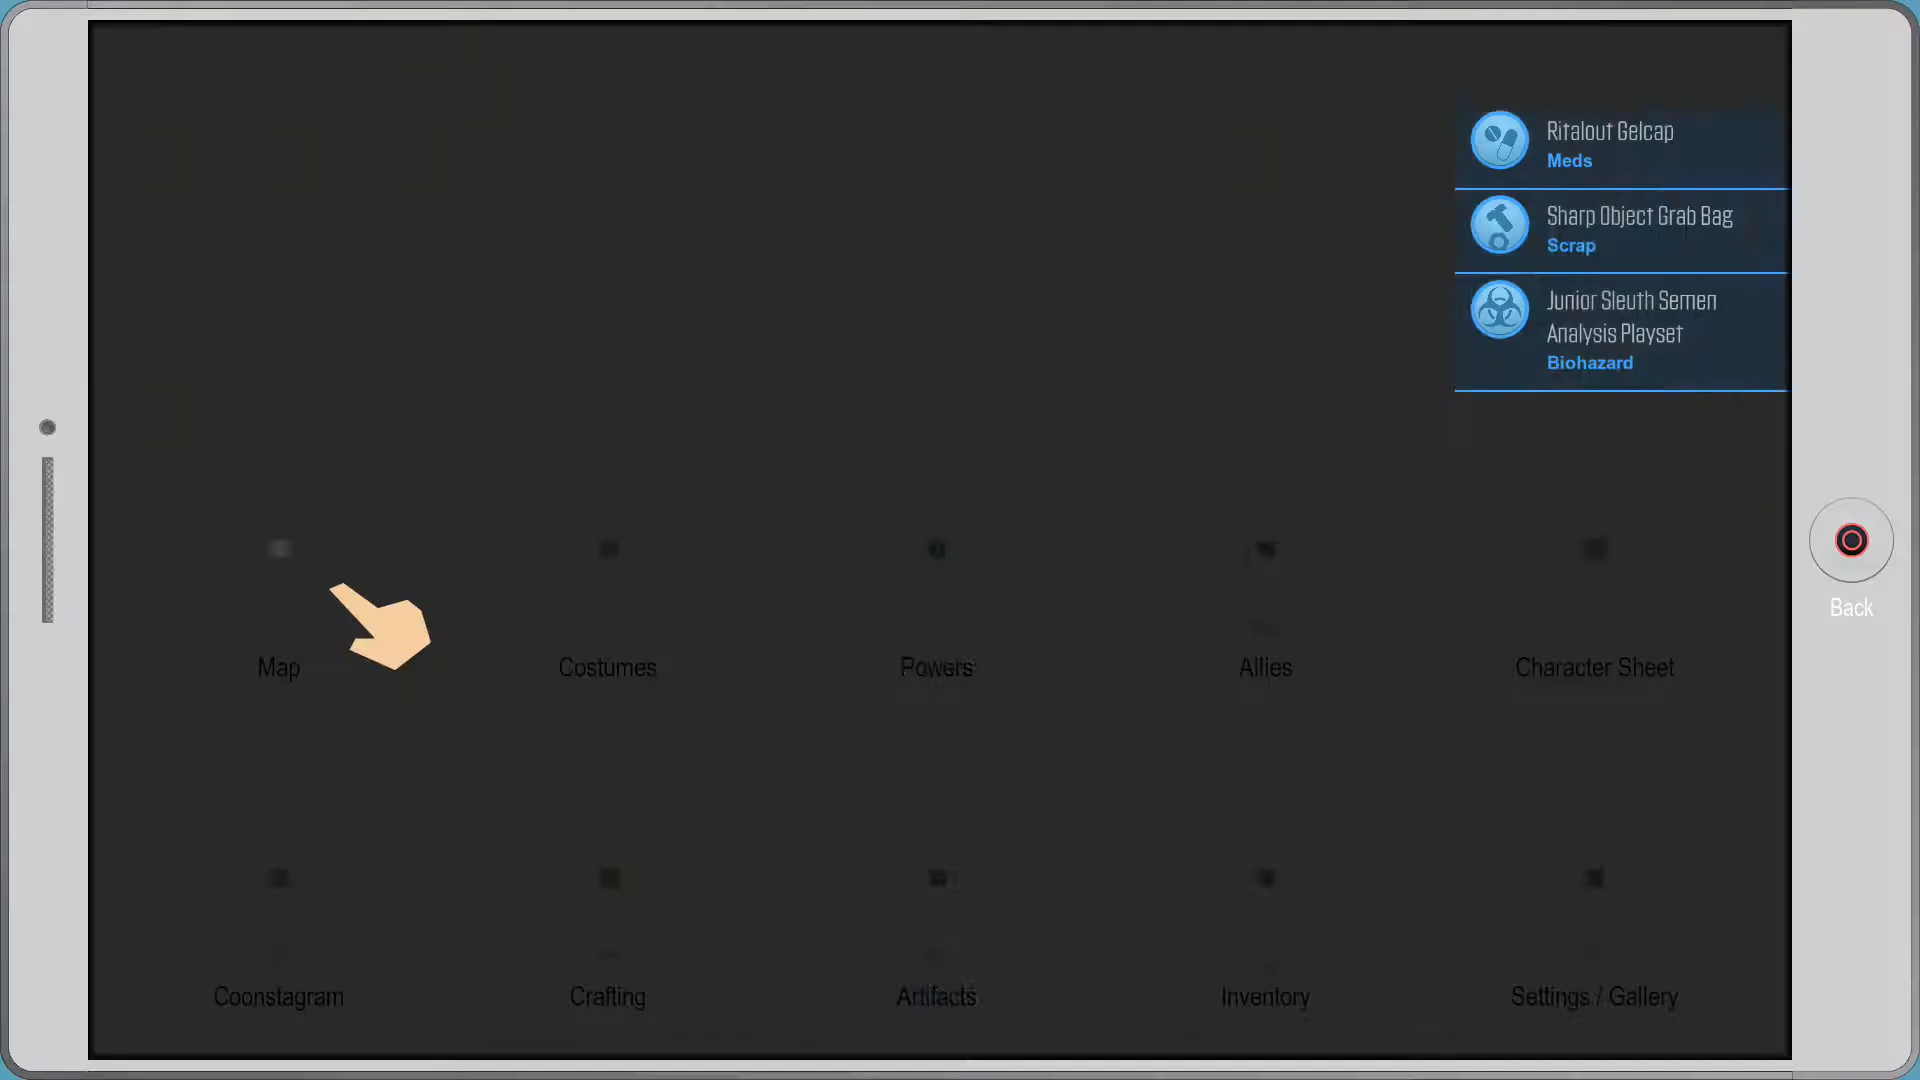 Ritalout Gelcap
Meds
Sharp Object Grab Bag
Scrap
Junior Sleuth Semen
Analysis Playset
Biohazard
Back
Map
Costumes
Powers
Allies
Character Sheet
Coonstagram
Crafting
Artifacts
Inventory
Settings / Gallery